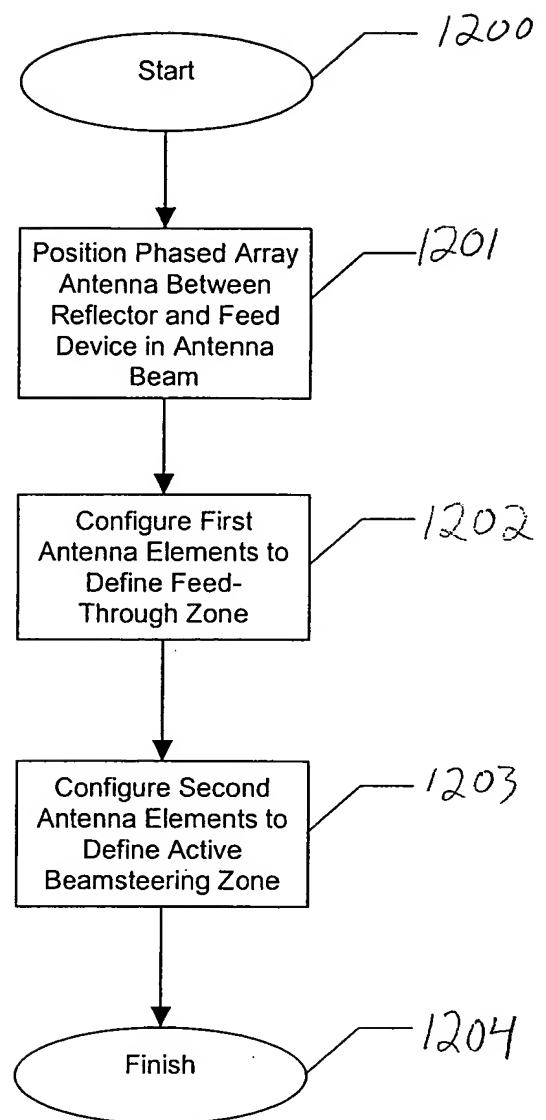 1200
Start
1201
Position Phased Array
Antenna Between
Reflector and Feed
Device in Antenna
Beam
1202
Configure First
Antenna Elements to
Define Feed-
Through Zone
1203
Configure Second
Antenna Elements to
Define Active
Beamsteering Zone
1204
Finish